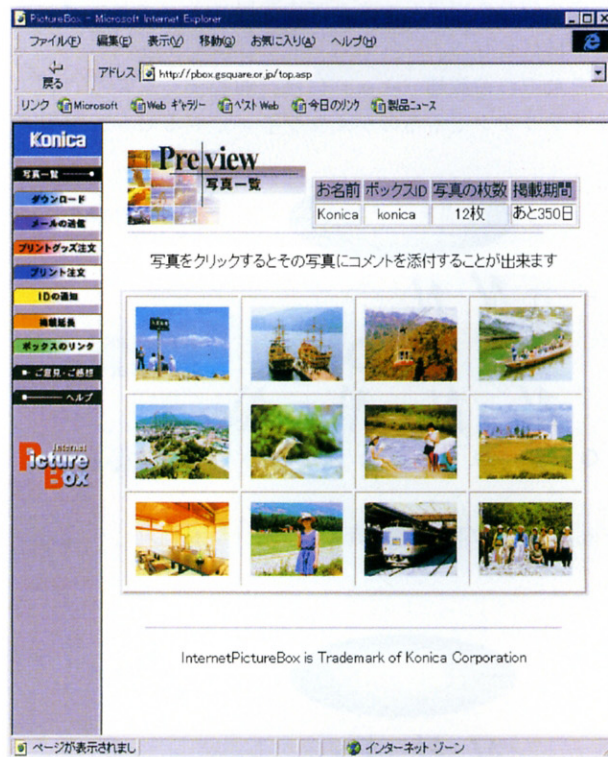 PictureBox - Microsoft Internet Explorer
ファイル(F) 編集(E) 表示(V) 移動(G) お気に入り(A) ヘルプ(H)
戻る
アドレス http://pbox.gsquare.or.jp/top.asp
リンク Microsoft Web ギャラリー ベスト Web 今日のリンク 製品ニュース
Konica
写真一覧
ダウンロード
メールの送信
プリントグッズ注文
プリント注文
IDの通知
掲載延長
ボックスのリンク
ご意見・ご感想
ヘルプ
Internet
Picture
Box
Preview
写真一覧
お名前 ボックスID 写真の枚数 掲載期間
Konica konica 12枚 あと350日
写真をクリックするとその写真にコメントを添付することが出来ます
InternetPictureBox is Trademark of Konica Corporation
ページが表示されまし インターネット ゾーン